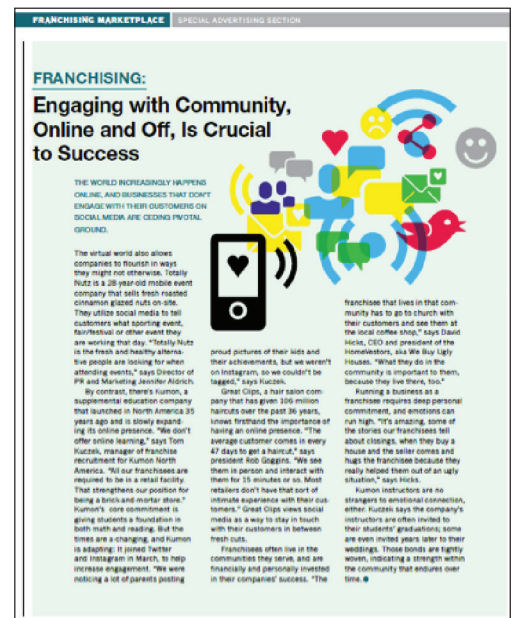 FRANCHISING MARKETPLACE
SPECIAL ADVERTISING SECTION
FRANCHISING:
Engaging with Community,
Online and Off, Is Crucial
to Success
THE WORLD INCREASINGLY HAPPENS
ONLINE, AND BUSINESSES THAT DON'T
ENGAGE WITH THEIR CUSTOMERS ON
SOCIAL MEDIA ARE CEDING PIVOTAL
GROUND.
The virtual world also allows
companies to flourish in ways
they might not otherwise. Totally
Nutz is a 28-year-old mobile event
company that sells fresh roasted
cinnamon glazed nuts on-site.
They utilize social media to tell
customers what sporting event,
fair/festival or other event they
are working that day. "Totally Nutz
is the fresh and healthy alterna-
tive people are looking for when
attending events," says Director of
PR and Marketing Jennifer Aldrich.
By contrast, there's Kumon, a
supplemental education company
that launched in North America 35
years ago and is slowly expand-
ing its online presence. "We don't
offer online learning," says Tom
Kuczek, manager of franchise
recruitment for Kumon North
America. "All our franchisees are
required to be in a retail facility.
That strengthens our position for
being a brick-and-mortar store."
Kumon's core commitment is
giving students a foundation in
both math and reading. But the
times are a-changing, and Kumon
is adapting: It joined Twitter
and Instagram in March, to help
increase engagement. "We were
noticing a lot of parents posting
proud pictures of their kids and
their achievements, but we weren't
on Instagram, so we couldn't be
tagged," says Kuczek.
Great Clips, a hair salon com-
pany that has given 106 million
haircuts over the past 36 years,
knows firsthand the importance of
having an online presence. "The
average customer comes in every
47 days to get a haircut," says
president Rob Goggins. "We see
them in person and interact with
them for 15 minutes or so. Most
retailers don't have that sort of
intimate experience with their cus-
tomers." Great Clips views social
media as a way to stay in touch
with their customers in between
fresh cuts.
Franchisees often live in the
communities they serve, and are
financially and personally invested
in their companies' success. "The
franchisee that lives in that com-
munity has to go to church with
their customers and see them at
the local coffee shop," says David
Hicks, CEO and president of the
HomeVestors, aka We Buy Ugly
Houses. "What they do in the
community is important to them,
because they live there, too."
Running a business as a
franchisee requires deep personal
commitment, and emotions can
run high. "It's amazing, some of
the stories our franchisees tell
about closings, when they buy a
house and the seller comes and
hugs the franchisee because they
really helped them out of an ugly
situation," says Hicks.
Kumon instructors are no
strangers to emotional connection,
either. Kuczek says the company's
instructors are often invited to
their students' graduations; some
are even invited years later to their
weddings. Those bonds are tightly
woven, indicating a strength within
the community that endures over
time.